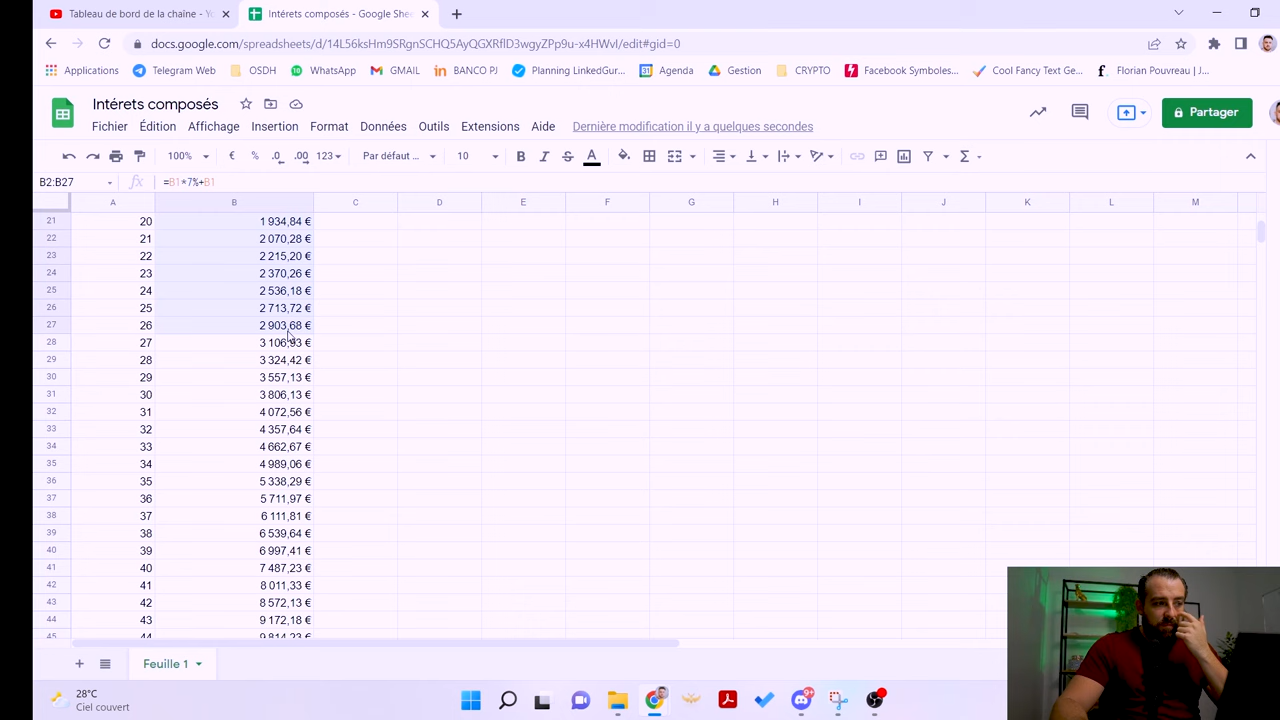 Tableau de bord de la chaîne - Yo
Intérets composés - Google Shee
docs.google.com/spreadsheets/d/14L56ksHm9SRgnSCHQ5AyQGXRflD3wgyZPp9u-x4HWvI/edit#gid=0
Applications Telegram Web OSDH WhatsApp GMAIL BANCO PJ Planning LinkedGur... Agenda Gestion CRYPTO Facebook Symboles... Cool Fancy Text Ge... Florian Pouvreau | J...
Intérets composés
Partager
Fichier Édition Affichage Insertion Format Données Outils Extensions Aide Dernière modification il y a quelques secondes
100% € % .0 .00 123 Par défaut ... 10 B I S A Σ
B2:B27 fx =B1*7%+B1
A B C D E F G H I J K L M
21 20 1 934,84 €
22 21 2 070,28 €
23 22 2 215,20 €
24 23 2 370,26 €
25 24 2 536,18 €
26 25 2 713,72 €
27 26 2 903,68 €
28 27 3 106,93 €
29 28 3 324,42 €
30 29 3 557,13 €
31 30 3 806,13 €
32 31 4 072,56 €
33 32 4 357,64 €
34 33 4 662,67 €
35 34 4 989,06 €
36 35 5 338,29 €
37 36 5 711,97 €
38 37 6 111,81 €
39 38 6 539,64 €
40 39 6 997,41 €
41 40 7 487,23 €
42 41 8 011,33 €
43 42 8 572,13 €
44 43 9 172,18 €
45 44 9 814,23 €
Feuille 1
28°C
Ciel couvert